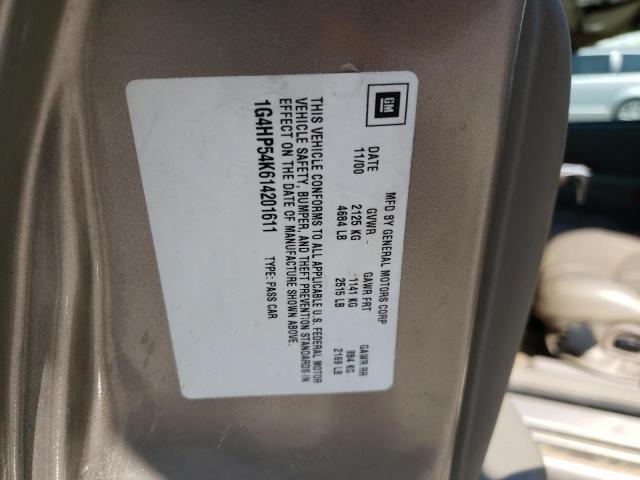 GM
MFD BY GENERAL MOTORS CORP
DATE GVWR - GAWR FRT GAWR RR
11/00 2125 KG 1141 KG 984 KG
4684 LB 2515 LB 2169 LB
THIS VEHICLE CONFORMS TO ALL APPLICABLE U.S. FEDERAL MOTOR
VEHICLE SAFETY, BUMPER, AND THEFT PREVENTION STANDARDS IN
EFFECT ON THE DATE OF MANUFACTURE SHOWN ABOVE.
1G4HP54K614201611 TYPE: PASS CAR